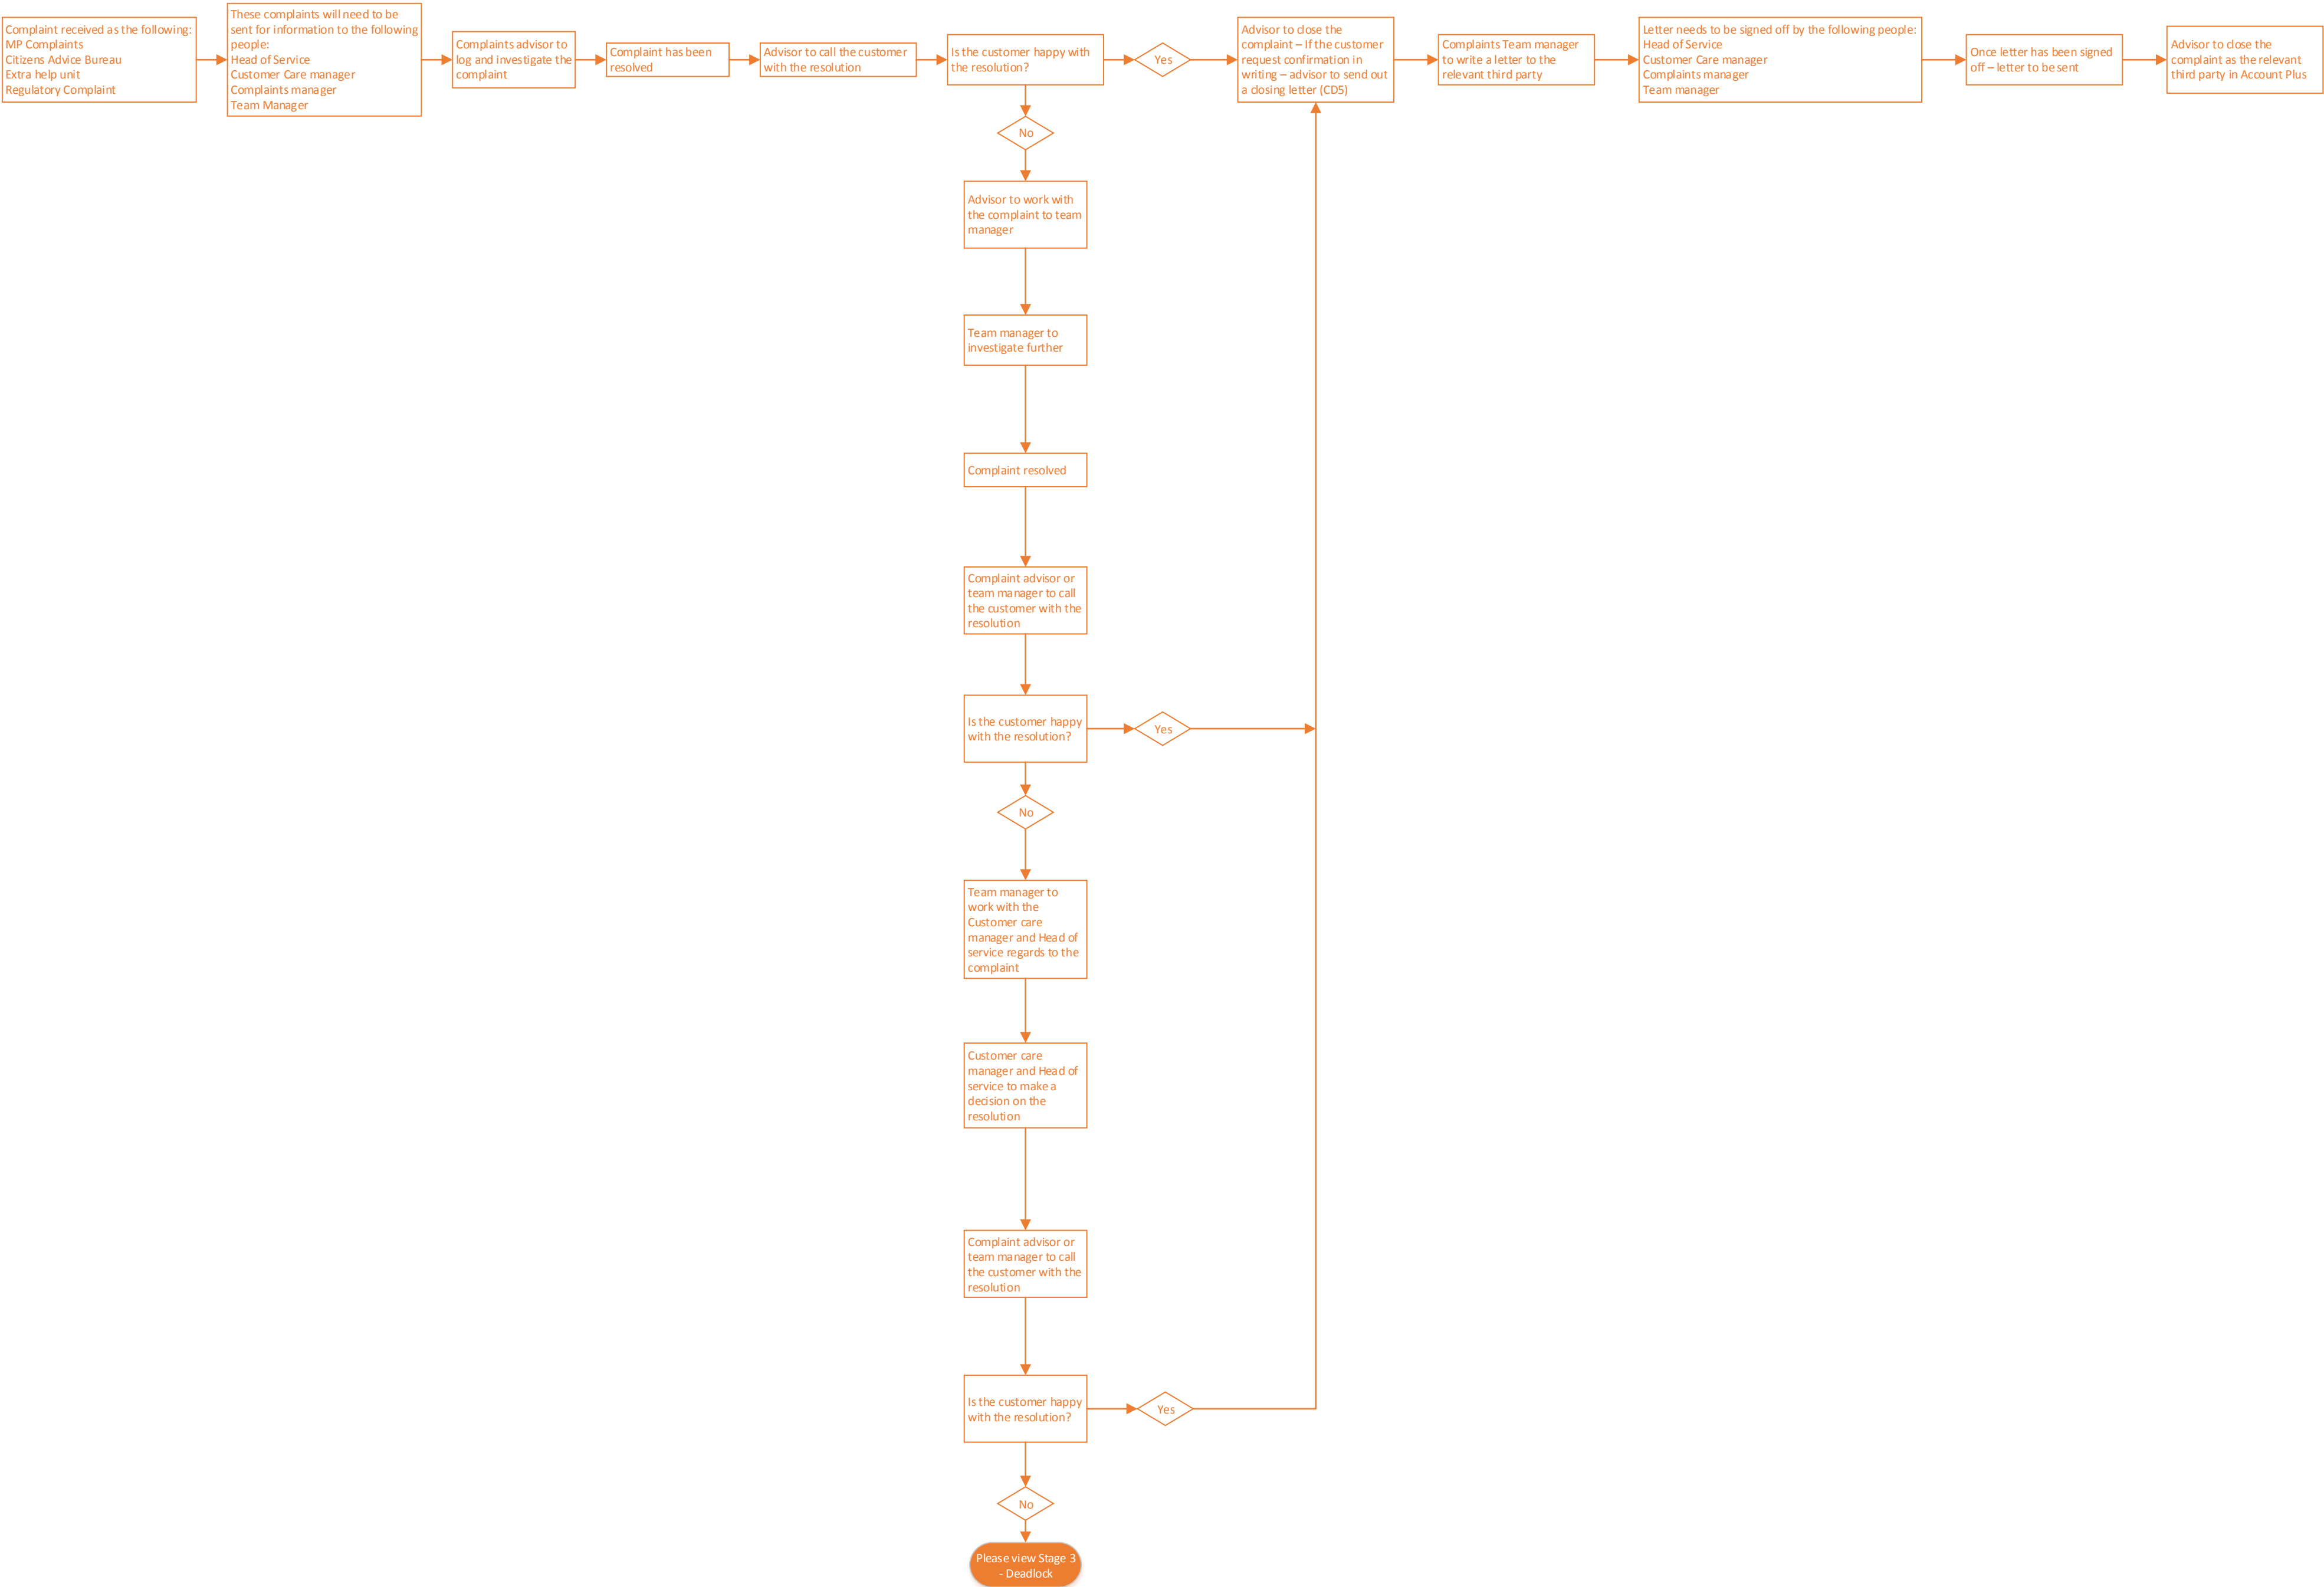 Complaint received as the following:
MP Complaints
Citizens Advice Bureau
Extra help unit
Regulatory Complaint
These complaints will need to be
sent for information to the following
people:
Head of Service
Customer Care manager
Complaints manager
Team Manager
Complaints advisor to
log and investigate the
complaint
Complaint has been
resolved
Advisor to call the customer
with the resolution
Is the customer happy with
the resolution?
Yes
Advisor to close the
complaint – If the customer
request confirmation in
writing – advisor to send out
a closing letter (CD5)
Complaints Team manager
to write a letter to the
relevant third party
Letter needs to be signed off by the following people:
Head of Service
Customer Care manager
Complaints manager
Team manager
Once letter has been signed
off – letter to be sent
Advisor to close the
complaint as the relevant
third party in Account Plus
No
Advisor to work with
the complaint to team
manager
Team manager to
investigate further
Complaint resolved
Complaint advisor or
team manager to call
the customer with the
resolution
Is the customer happy
with the resolution?
Yes
No
Team manager to
work with the
Customer care
manager and Head of
service regards to the
complaint
Customer care
manager and Head of
service to make a
decision on the
resolution
Complaint advisor or
team manager to call
the customer with the
resolution
Is the customer happy
with the resolution?
Yes
No
Please view Stage 3
- Deadlock